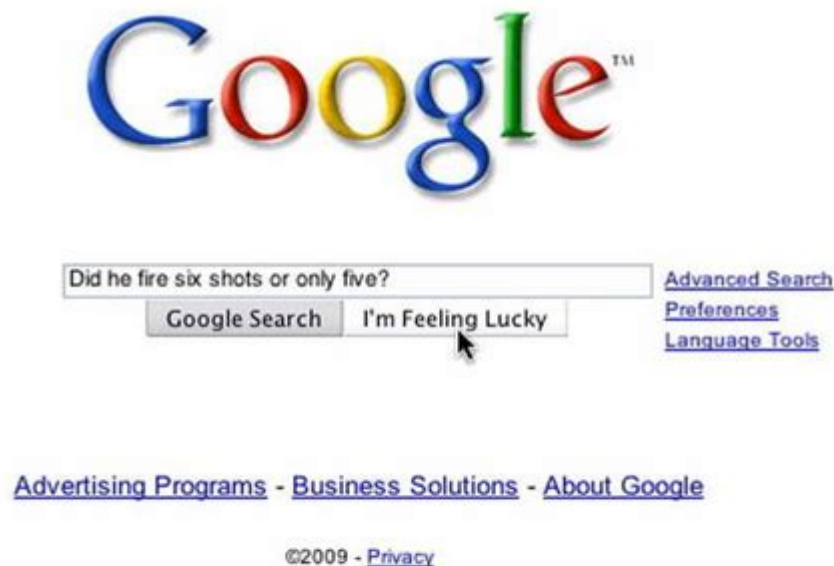 Google™
Did he fire six shots or only five?
Advanced Search
Google Search I'm Feeling Lucky
Preferences
Language Tools
Advertising Programs - Business Solutions - About Google
©2009 - Privacy